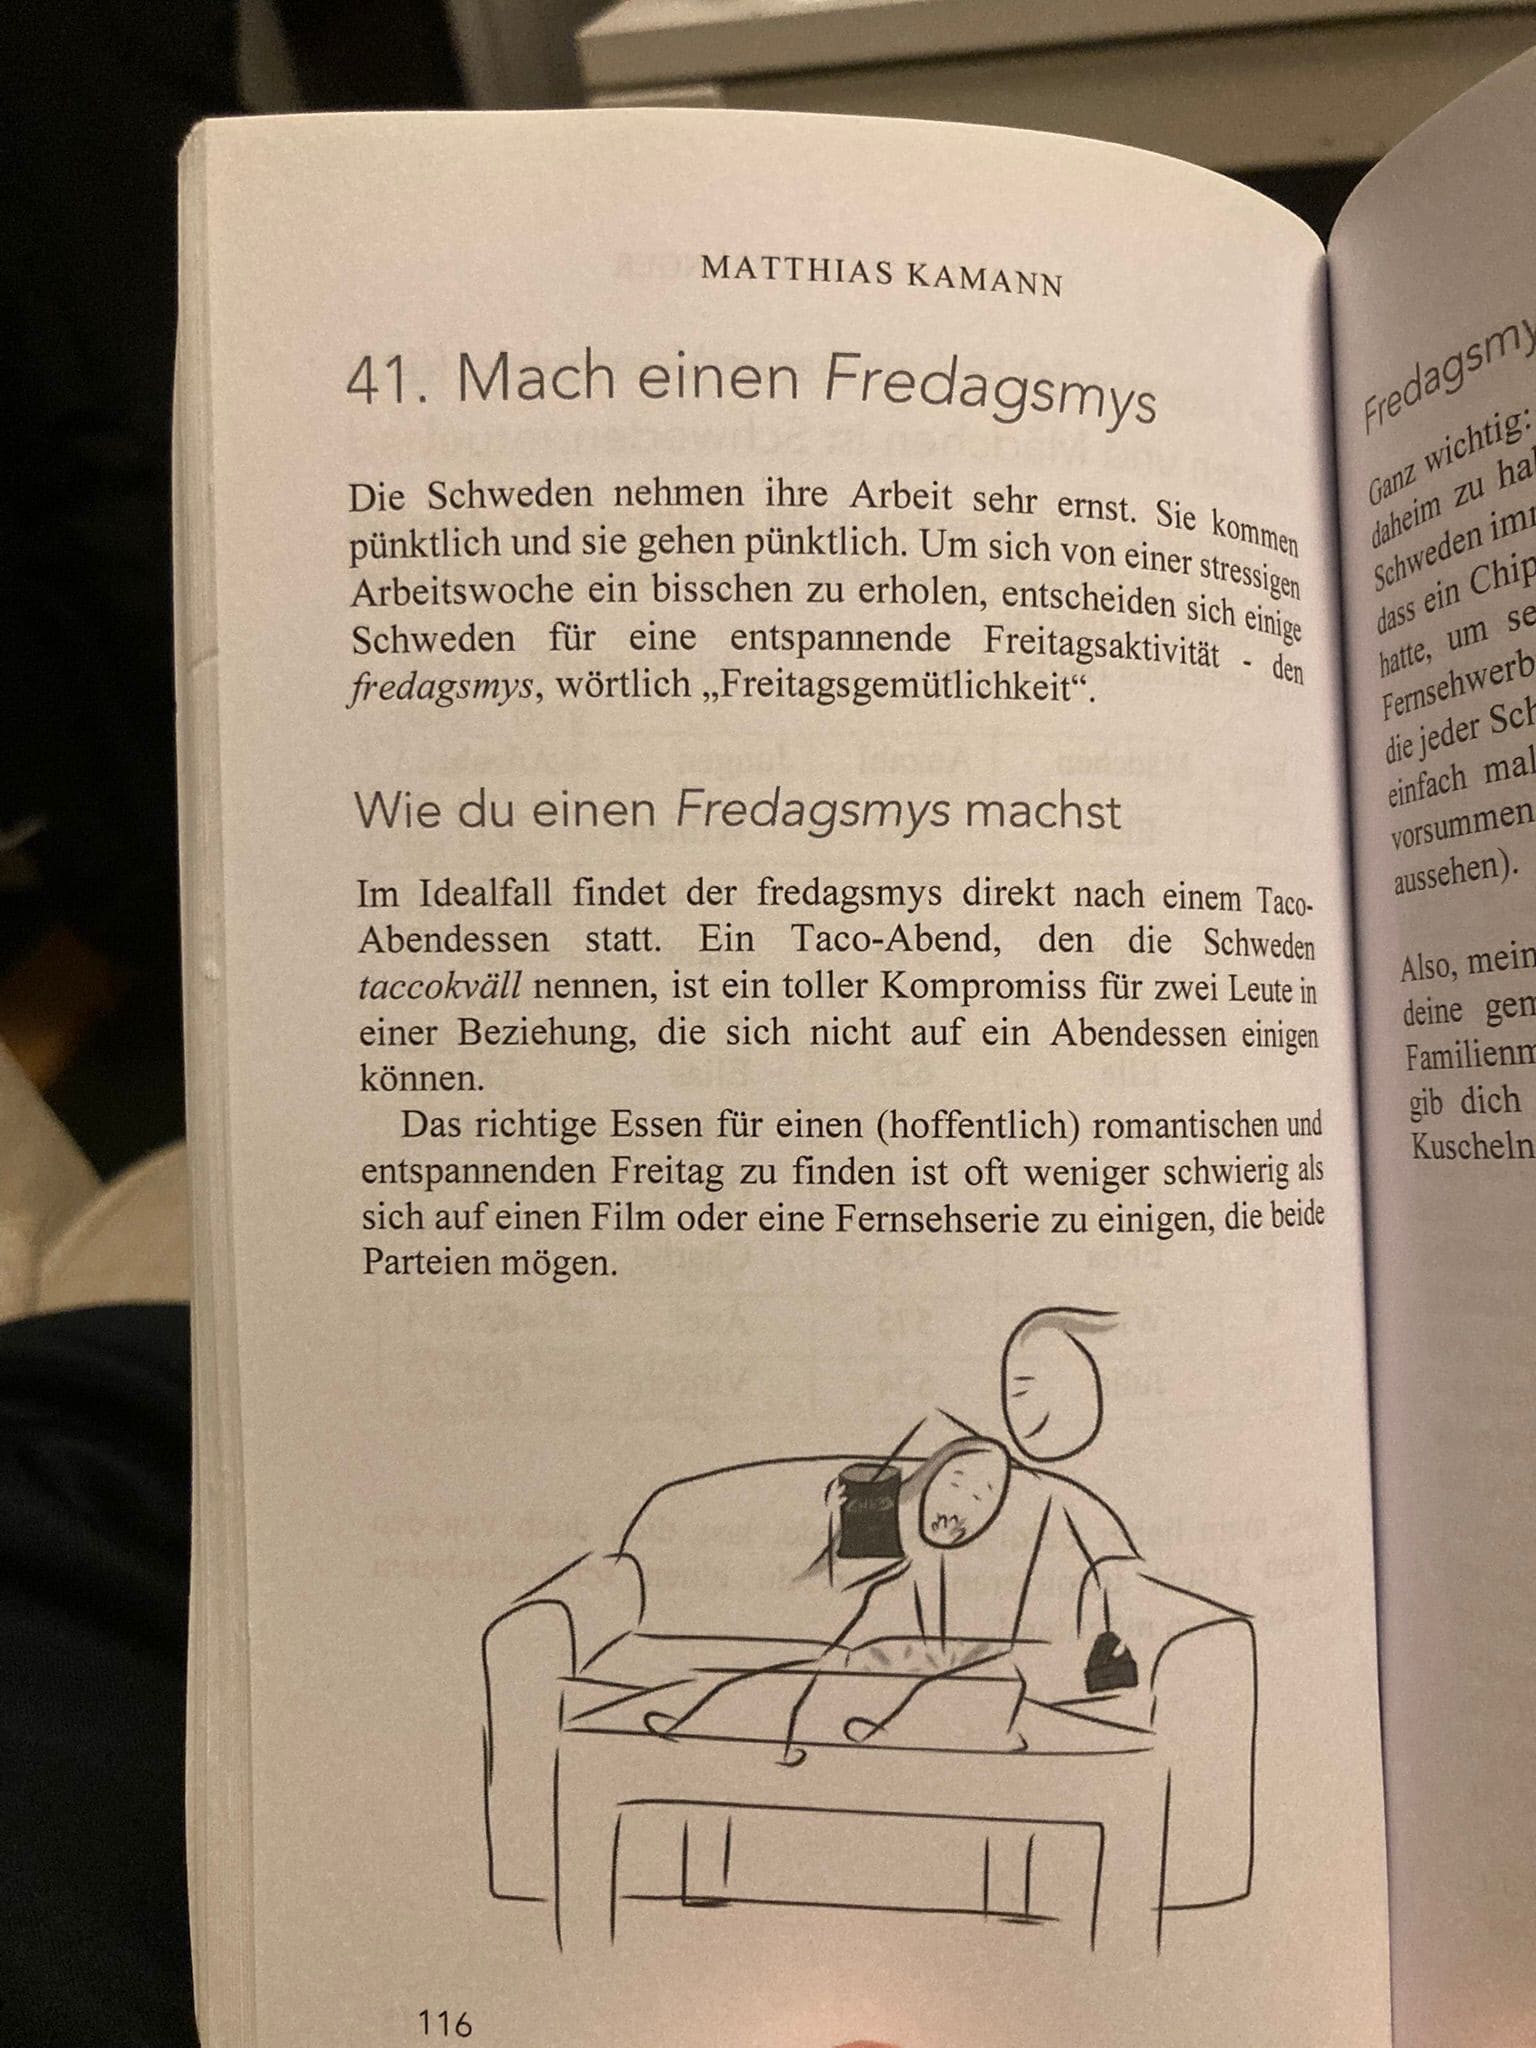 MATTHIAS KAMANN
41. Mach einen Fredagsmys
Die Schweden nehmen ihre Arbeit sehr ernst. Sie kommen
pünktlich und sie gehen pünktlich. Um sich von einer stressigen
Arbeitswoche ein bisschen zu erholen, entscheiden sich einige
Schweden für eine entspannende Freitagsaktivität - den
fredagsmys, wörtlich „Freitagsgemütlichkeit“.
Wie du einen Fredagsmys machst
Im Idealfall findet der fredagsmys direkt nach einem Taco-
Abendessen statt. Ein Taco-Abend, den die Schweden
taccokväll nennen, ist ein toller Kompromiss für zwei Leute in
einer Beziehung, die sich nicht auf ein Abendessen einigen
können.
Das richtige Essen für einen (hoffentlich) romantischen und
entspannenden Freitag zu finden ist oft weniger schwierig als
sich auf einen Film oder eine Fernsehserie zu einigen, die beide
Parteien mögen.
116
Fredagsmy
Ganz wichtig:
daheim zu ha
Schweden im
dass ein Chip
hatte, um se
Fernsehwerb
die jeder Sch
einfach mal
vorsummen
aussehen).
Also, mein
deine gem
Familienm
gib dich
Kuscheln